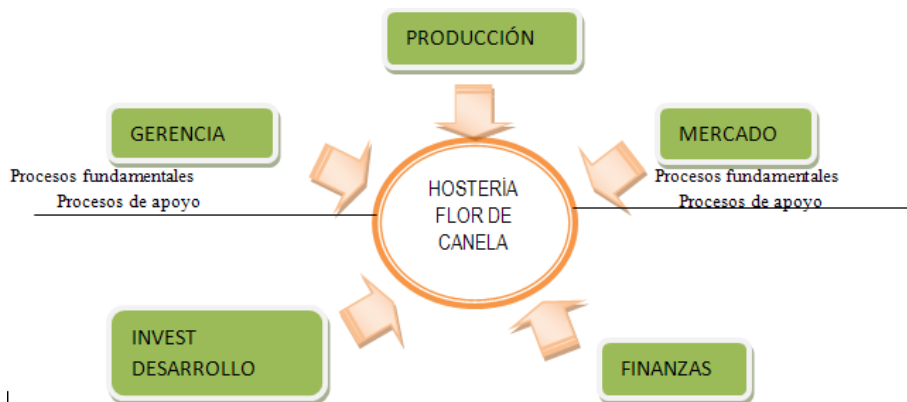 PRODUCCIÓN
GERENCIA
MERCADO
Procesos fundamentales
Procesos de apoyo
Procesos fundamentales
Procesos de apoyo
HOSTERÌA
FLOR DE
CANELA
INVEST
DESARROLLO
FINANZAS